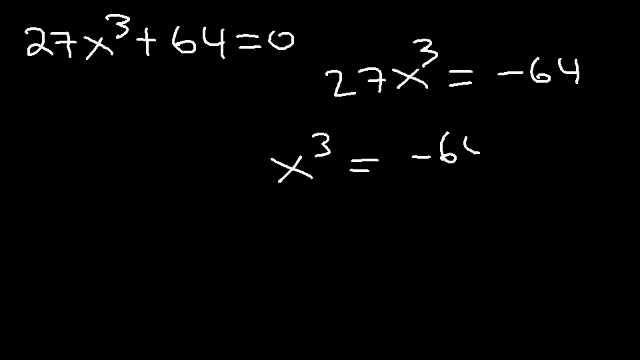 27x³ + 64 = 0
27x³ = -64
x³ = -6